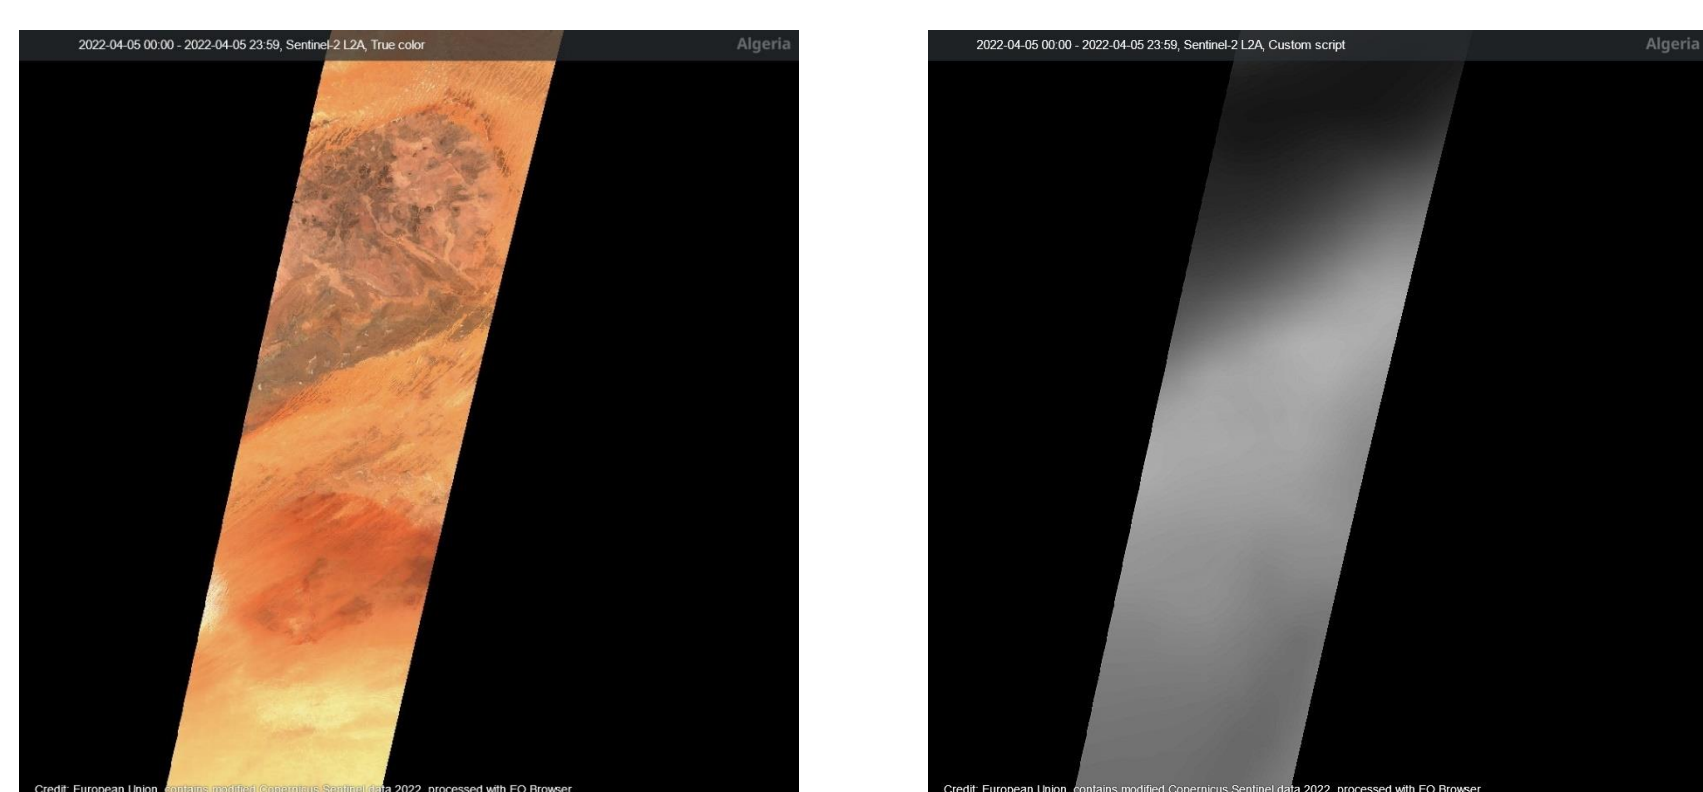 2022-04-05 00:00 - 2022-04-05 23:59, Sentinel-2 L2A, True color
Algeria
2022-04-05 00:00 - 2022-04-05 23:59, Sentinel-2 L2A, Custom script
Algeria
Credit: European Union, contains modified Copernicus Sentinel data 2022, processed with EO Browser
Credit: European Union, contains modified Copernicus Sentinel data 2022, processed with EO Browser